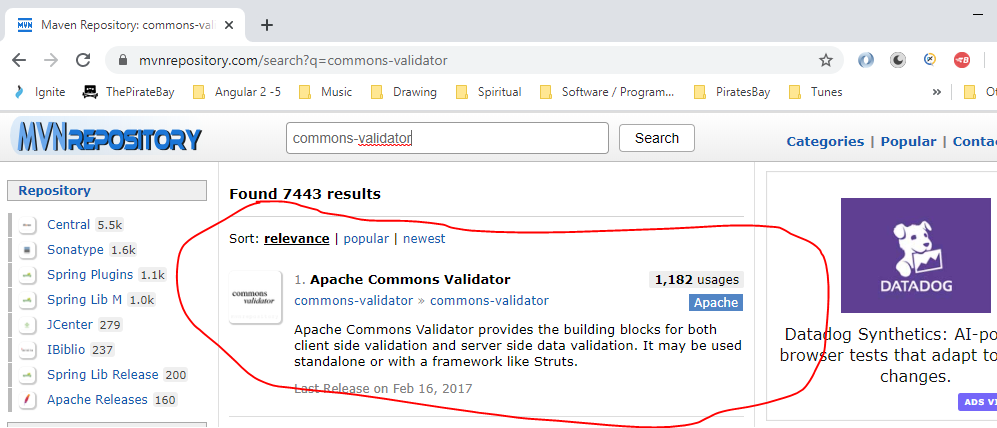 Maven Repository: commons-val
mvnrepository.com/search?q=commons-validator
Ignite ThePirateBay Angular 2 -5 Music Drawing Spiritual Software / Program... PiratesBay Tunes » Ot
MVNREPOSITORY
commons-validator
Search
Categories | Popular | Contac
Repository
Central 5.5k
Sonatype 1.6k
Spring Plugins 1.1k
Spring Lib M 1.0k
JCenter 279
IBiblio 237
Spring Lib Release 200
Apache Releases 160
Found 7443 results
Sort: relevance | popular | newest
commons validator
1. Apache Commons Validator
1,182 usages
commons-validator » commons-validator
Apache
Apache Commons Validator provides the building blocks for both
client side validation and server side data validation. It may be used
standalone or with a framework like Struts.
Last Release on Feb 16, 2017
DATADOG
Datadog Synthetics: AI-po
browser tests that adapt to
changes.
ADS VI